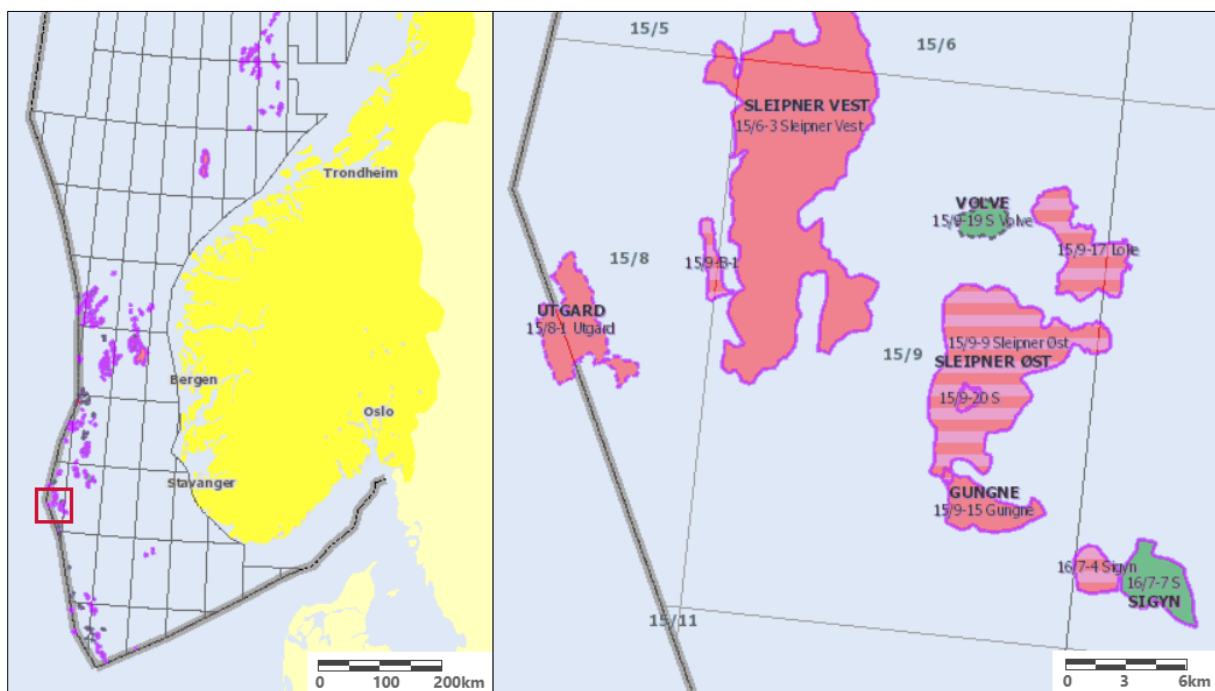 Trondheim
Bergen
Oslo
Stavanger
0 100 200km
15/5
15/6
SLEIPNER VEST
15/6-3 Sleipner Vest
VOLVE
15/9-19 S Volve
15/9-17 Loke
15/8
15/9-B-1
UTGARD
15/8-1 Utgard
15/9
15/9-9 Sleipner Øst
SLEIPNER ØST
15/9-20 S
GUNGNE
15/9-15 Gungne
16/7-4 Sigyn
16/7-7 S
SIGYN
15/11
0 3 6km